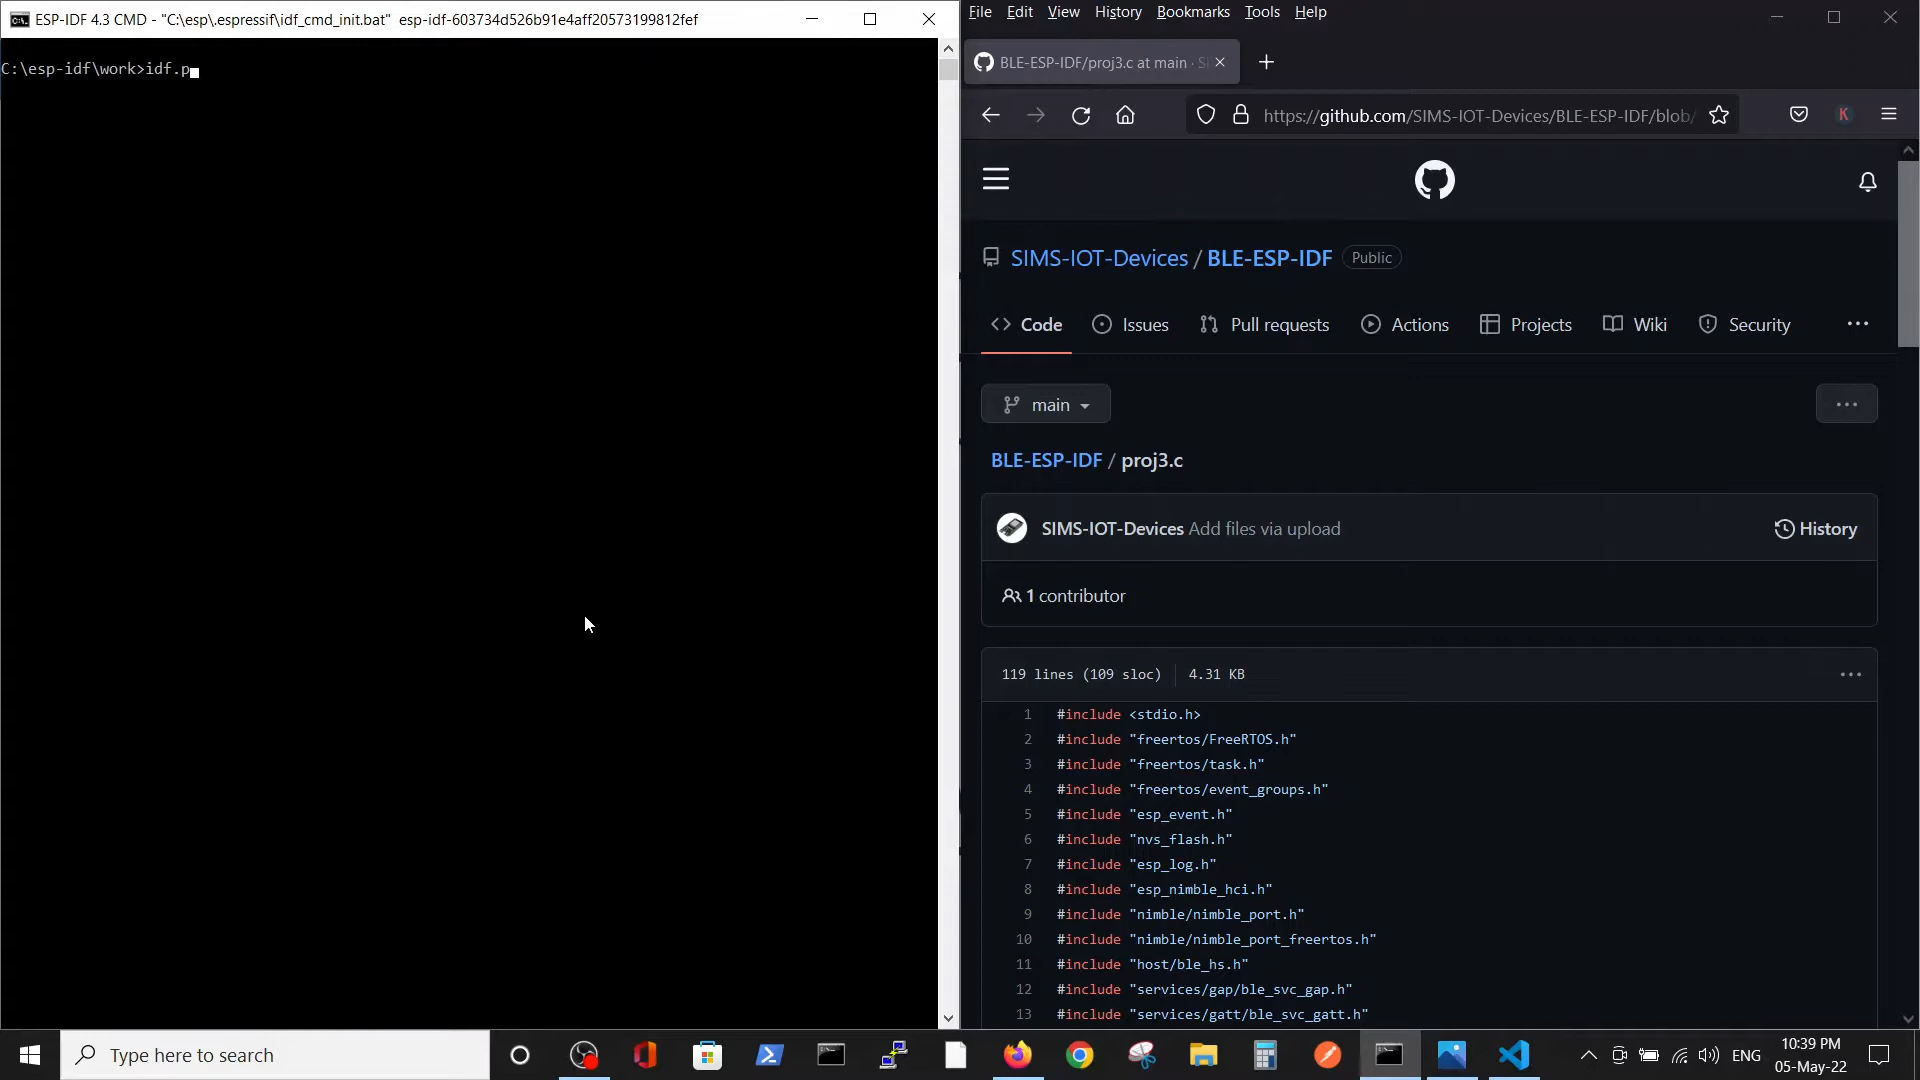 ESP-IDF 4.3 CMD - "C:\esp\.espressif\idf_cmd_init.bat" esp-idf-603734d526b91e4aff20573199812fef
C:\esp-idf\work>idf.p
File Edit View History Bookmarks Tools Help
BLE-ESP-IDF/proj3.c at main · S
https://github.com/SIMS-IOT-Devices/BLE-ESP-IDF/blob/
K
SIMS-IOT-Devices / BLE-ESP-IDF Public
Code Issues Pull requests Actions Projects Wiki Security
main
BLE-ESP-IDF / proj3.c
SIMS-IOT-Devices Add files via upload
History
1 contributor
119 lines (109 sloc) 4.31 KB
1 #include <stdio.h>
2 #include "freertos/FreeRTOS.h"
3 #include "freertos/task.h"
4 #include "freertos/event_groups.h"
5 #include "esp_event.h"
6 #include "nvs_flash.h"
7 #include "esp_log.h"
8 #include "esp_nimble_hci.h"
9 #include "nimble/nimble_port.h"
10 #include "nimble/nimble_port_freertos.h"
11 #include "host/ble_hs.h"
12 #include "services/gap/ble_svc_gap.h"
13 #include "services/gatt/ble_svc_gatt.h"
Type here to search
ENG
10:39 PM
05-May-22